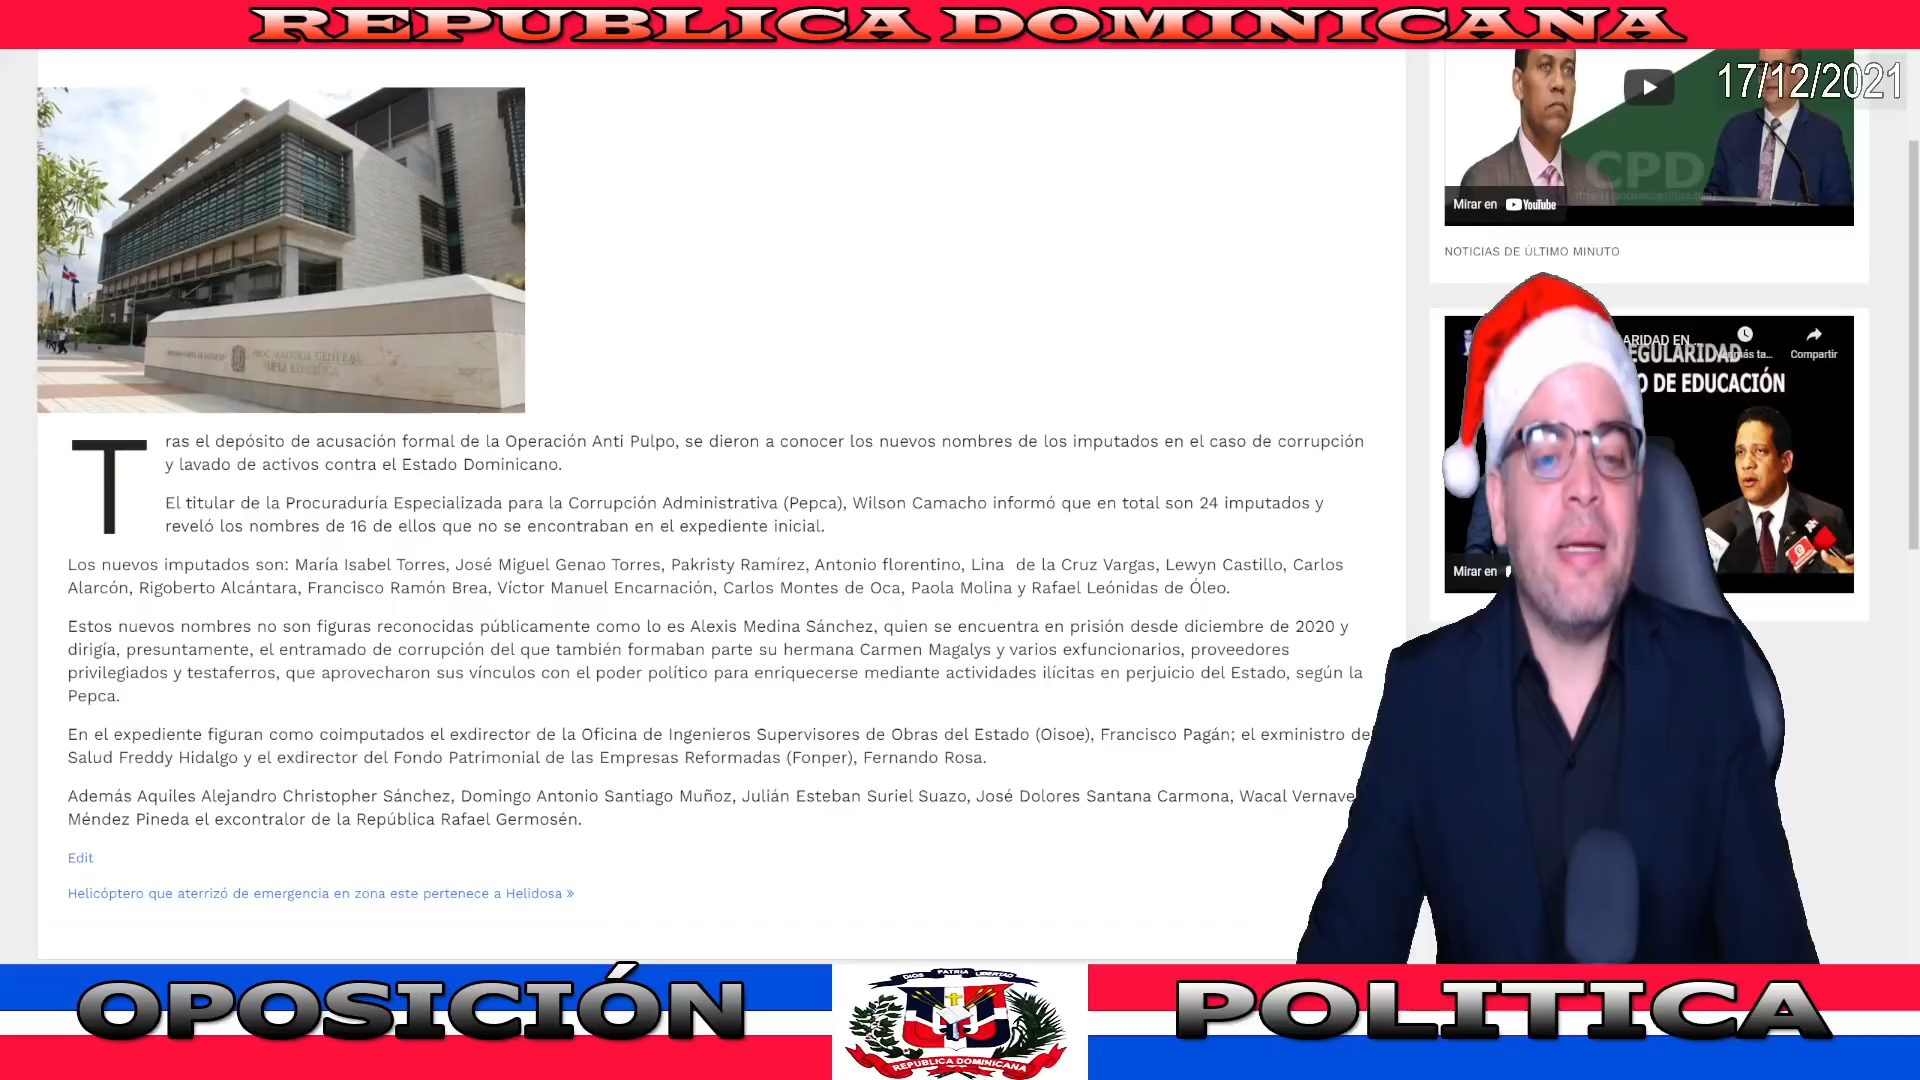 REPUBLICA DOMINICANA
17/12/2021
CPD
Mirar en YouTube
NOTICIAS DE ÚLTIMO MINUTO
ARIDAD EN ...
Compartir
EGULARIDAD
O DE EDUCACIÓN
Mirar en
PROCURADURIA GENERAL
DE LA REPUBLICA
Tras el depósito de acusación formal de la Operación Anti Pulpo, se dieron a conocer los nuevos nombres de los imputados en el caso de corrupción
y lavado de activos contra el Estado Dominicano.
El titular de la Procuraduría Especializada para la Corrupción Administrativa (Pepca), Wilson Camacho informó que en total son 24 imputados y
reveló los nombres de 16 de ellos que no se encontraban en el expediente inicial.
Los nuevos imputados son: María Isabel Torres, José Miguel Genao Torres, Pakristy Ramírez, Antonio florentino, Lina de la Cruz Vargas, Lewyn Castillo, Carlos
Alarcón, Rigoberto Alcántara, Francisco Ramón Brea, Víctor Manuel Encarnación, Carlos Montes de Oca, Paola Molina y Rafael Leónidas de Óleo.
Estos nuevos nombres no son figuras reconocidas públicamente como lo es Alexis Medina Sánchez, quien se encuentra en prisión desde diciembre de 2020 y
dirigía, presuntamente, el entramado de corrupción del que también formaban parte su hermana Carmen Magalys y varios exfuncionarios, proveedores
privilegiados y testaferros, que aprovecharon sus vínculos con el poder político para enriquecerse mediante actividades ilícitas en perjuicio del Estado, según la
Pepca.
En el expediente figuran como coimputados el exdirector de la Oficina de Ingenieros Supervisores de Obras del Estado (Oisoe), Francisco Pagán; el exministro de
Salud Freddy Hidalgo y el exdirector del Fondo Patrimonial de las Empresas Reformadas (Fonper), Fernando Rosa.
Además Aquiles Alejandro Christopher Sánchez, Domingo Antonio Santiago Muñoz, Julián Esteban Suriel Suazo, José Dolores Santana Carmona, Wacal Vernave
Méndez Pineda el excontralor de la República Rafael Germosén.
Edit
Helicóptero que aterrizó de emergencia en zona este pertenece a Helidosa »
OPOSICIÓN
DIOS PATRIA LIBERTAD
REPUBLICA DOMINICANA
POLITICA